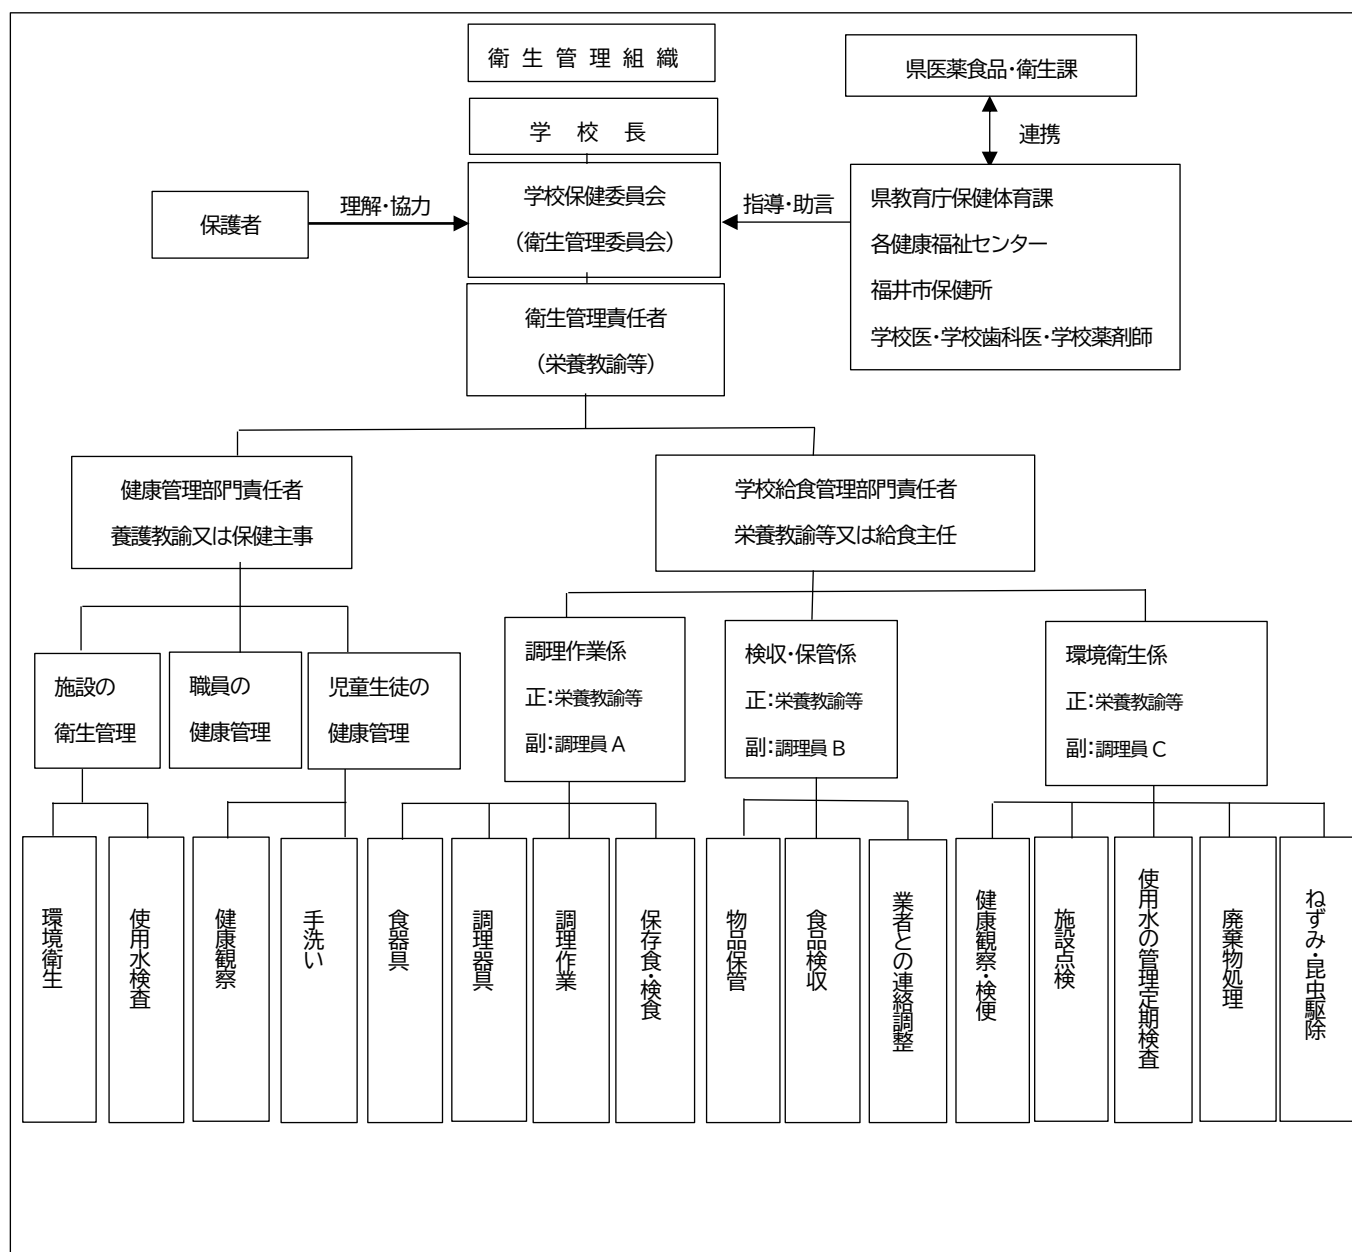 衛生管理組織
県医薬食品・衛生課
学校長
連携
学校保健委員会
(衛生管理委員会)
保護者
理解・協力
指導・助言
県教育庁保健体育課
各健康福祉センター
福井市保健所
学校医・学校歯科医・学校薬剤師
衛生管理責任者
(栄養教諭等)
健康管理部門責任者
養護教諭又は保健主事
学校給食管理部門責任者
栄養教諭等又は給食主任
施設の
衛生管理
職員の
健康管理
児童生徒の
健康管理
調理作業係
正:栄養教諭等
副:調理員 A
検収・保管係
正:栄養教諭等
副:調理員 B
環境衛生係
正:栄養教諭等
副:調理員 C
環境衛生
使用水検査
健康観察
手洗い
食器具
調理器具
調理作業
保存食・検食
物品保管
食品検収
業者との連絡調整
健康観察・検便
施設点検
使用水の管理定期検査
廃棄物処理
ねずみ・昆虫駆除